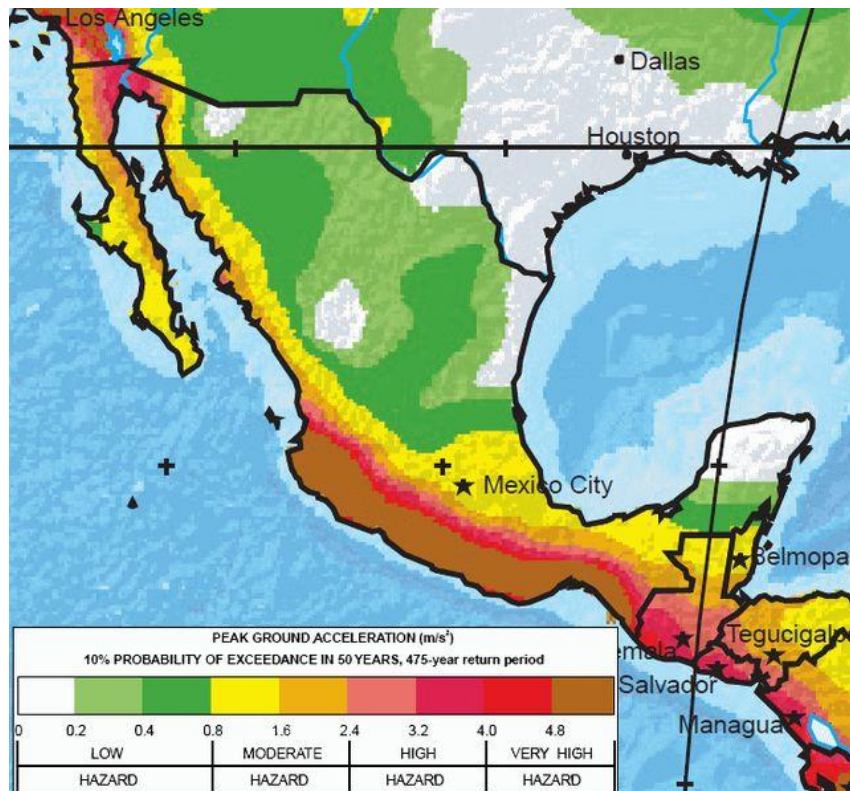 Los Angeles
Dallas
Houston
Mexico City
Belmopa
Tegucigalp
emala
Salvador
Managua
PEAK GROUND ACCELERATION (m/s²)
10% PROBABILITY OF EXCEEDANCE IN 50 YEARS, 475-year return period
0 0.2 0.4 0.8 1.6 2.4 3.2 4.0 4.8
LOW MODERATE HIGH VERY HIGH
HAZARD HAZARD HAZARD HAZARD